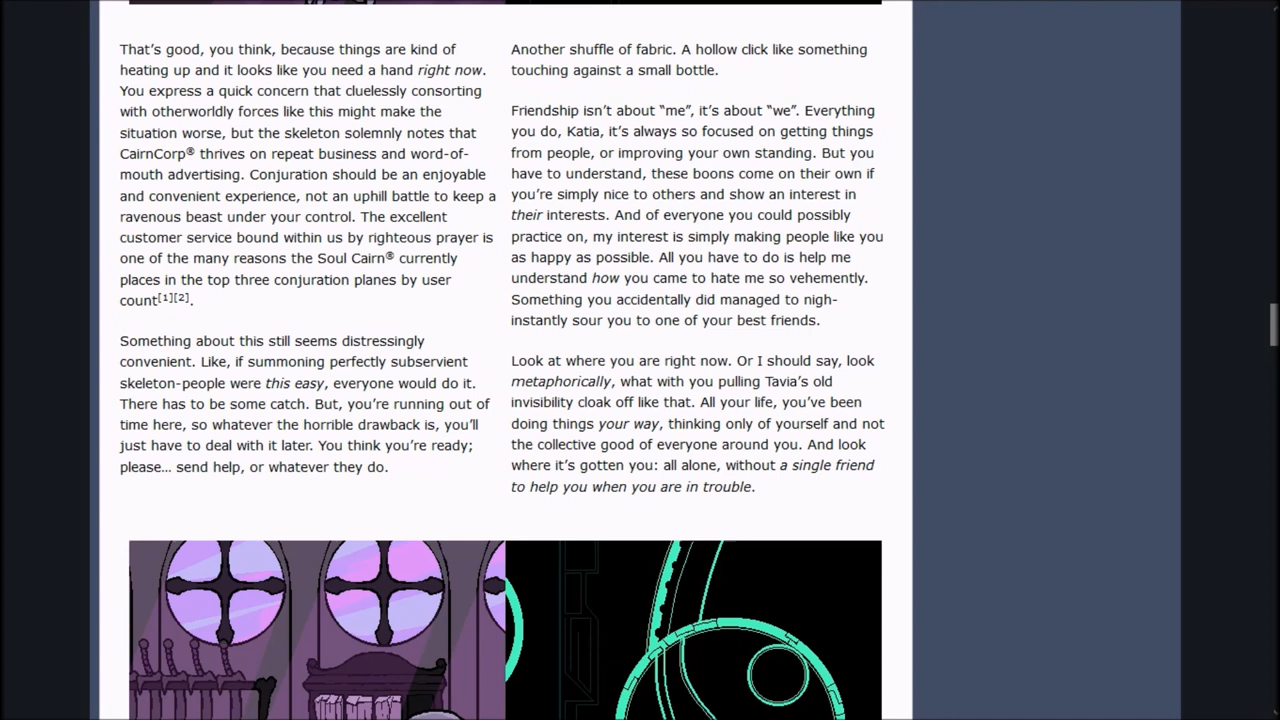 That's good, you think, because things are kind of
heating up and it looks like you need a hand right now.
You express a quick concern that cluelessly consorting
with otherworldly forces like this might make the
situation worse, but the skeleton solemnly notes that
CairnCorp® thrives on repeat business and word-of-
mouth advertising. Conjuration should be an enjoyable
and convenient experience, not an uphill battle to keep a
ravenous beast under your control. The excellent
customer service bound within us by righteous prayer is
one of the many reasons the Soul Cairn® currently
places in the top three conjuration planes by user
count[1][2].
Something about this still seems distressingly
convenient. Like, if summoning perfectly subservient
skeleton-people were this easy, everyone would do it.
There has to be some catch. But, you're running out of
time here, so whatever the horrible drawback is, you'll
just have to deal with it later. You think you're ready;
please… send help, or whatever they do.
Another shuffle of fabric. A hollow click like something
touching against a small bottle.
Friendship isn't about “me”, it's about “we”. Everything
you do, Katia, it's always so focused on getting things
from people, or improving your own standing. But you
have to understand, these boons come on their own if
you're simply nice to others and show an interest in
their interests. And of everyone you could possibly
practice on, my interest is simply making people like you
as happy as possible. All you have to do is help me
understand how you came to hate me so vehemently.
Something you accidentally did managed to nigh-
instantly sour you to one of your best friends.
Look at where you are right now. Or I should say, look
metaphorically, what with you pulling Tavia's old
invisibility cloak off like that. All your life, you've been
doing things your way, thinking only of yourself and not
the collective good of everyone around you. And look
where it's gotten you: all alone, without a single friend
to help you when you are in trouble.